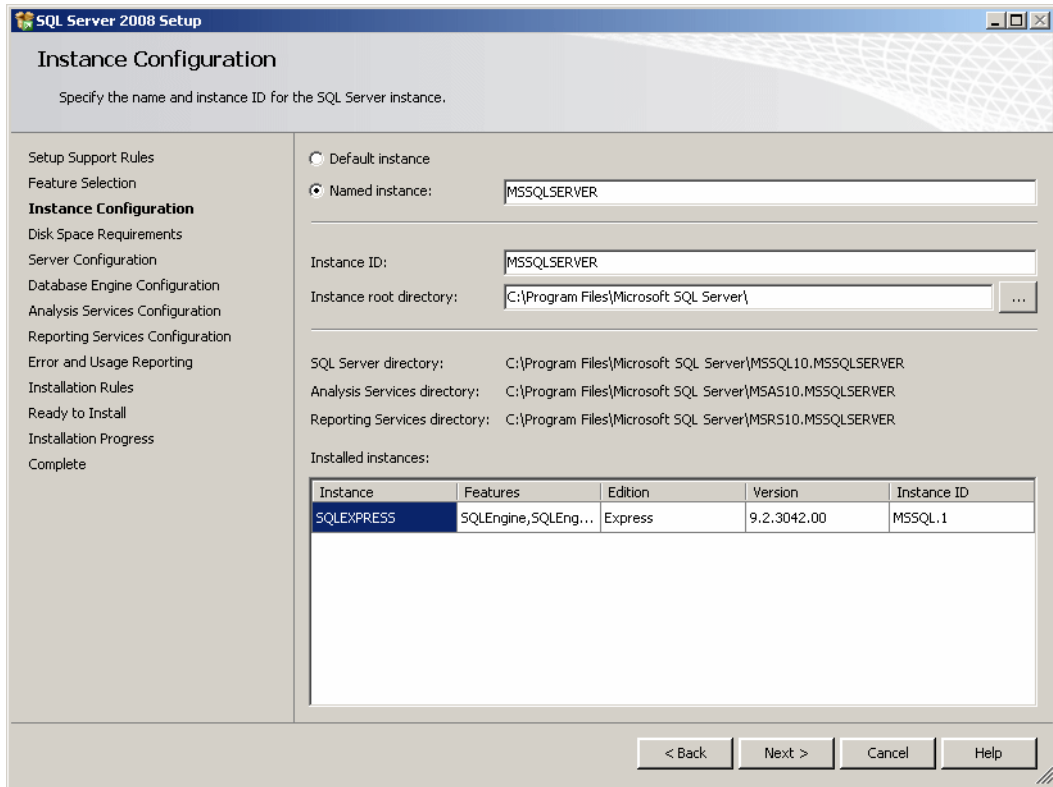 SQL Server 2008 Setup
Instance Configuration
Specify the name and instance ID for the SQL Server instance.
Setup Support Rules
Feature Selection
Instance Configuration
Disk Space Requirements
Server Configuration
Database Engine Configuration
Analysis Services Configuration
Reporting Services Configuration
Error and Usage Reporting
Installation Rules
Ready to Install
Installation Progress
Complete
Default instance
Named instance: MSSQLSERVER
Instance ID: MSSQLSERVER
Instance root directory: C:\Program Files\Microsoft SQL Server\ ...
SQL Server directory: C:\Program Files\Microsoft SQL Server\MSSQL10.MSSQLSERVER
Analysis Services directory: C:\Program Files\Microsoft SQL Server\MSAS10.MSSQLSERVER
Reporting Services directory: C:\Program Files\Microsoft SQL Server\MSRS10.MSSQLSERVER
Installed instances:
Instance Features Edition Version Instance ID
SQLEXPRESS SQLEngine,SQLEng... Express 9.2.3042.00 MSSQL.1
< Back Next > Cancel Help